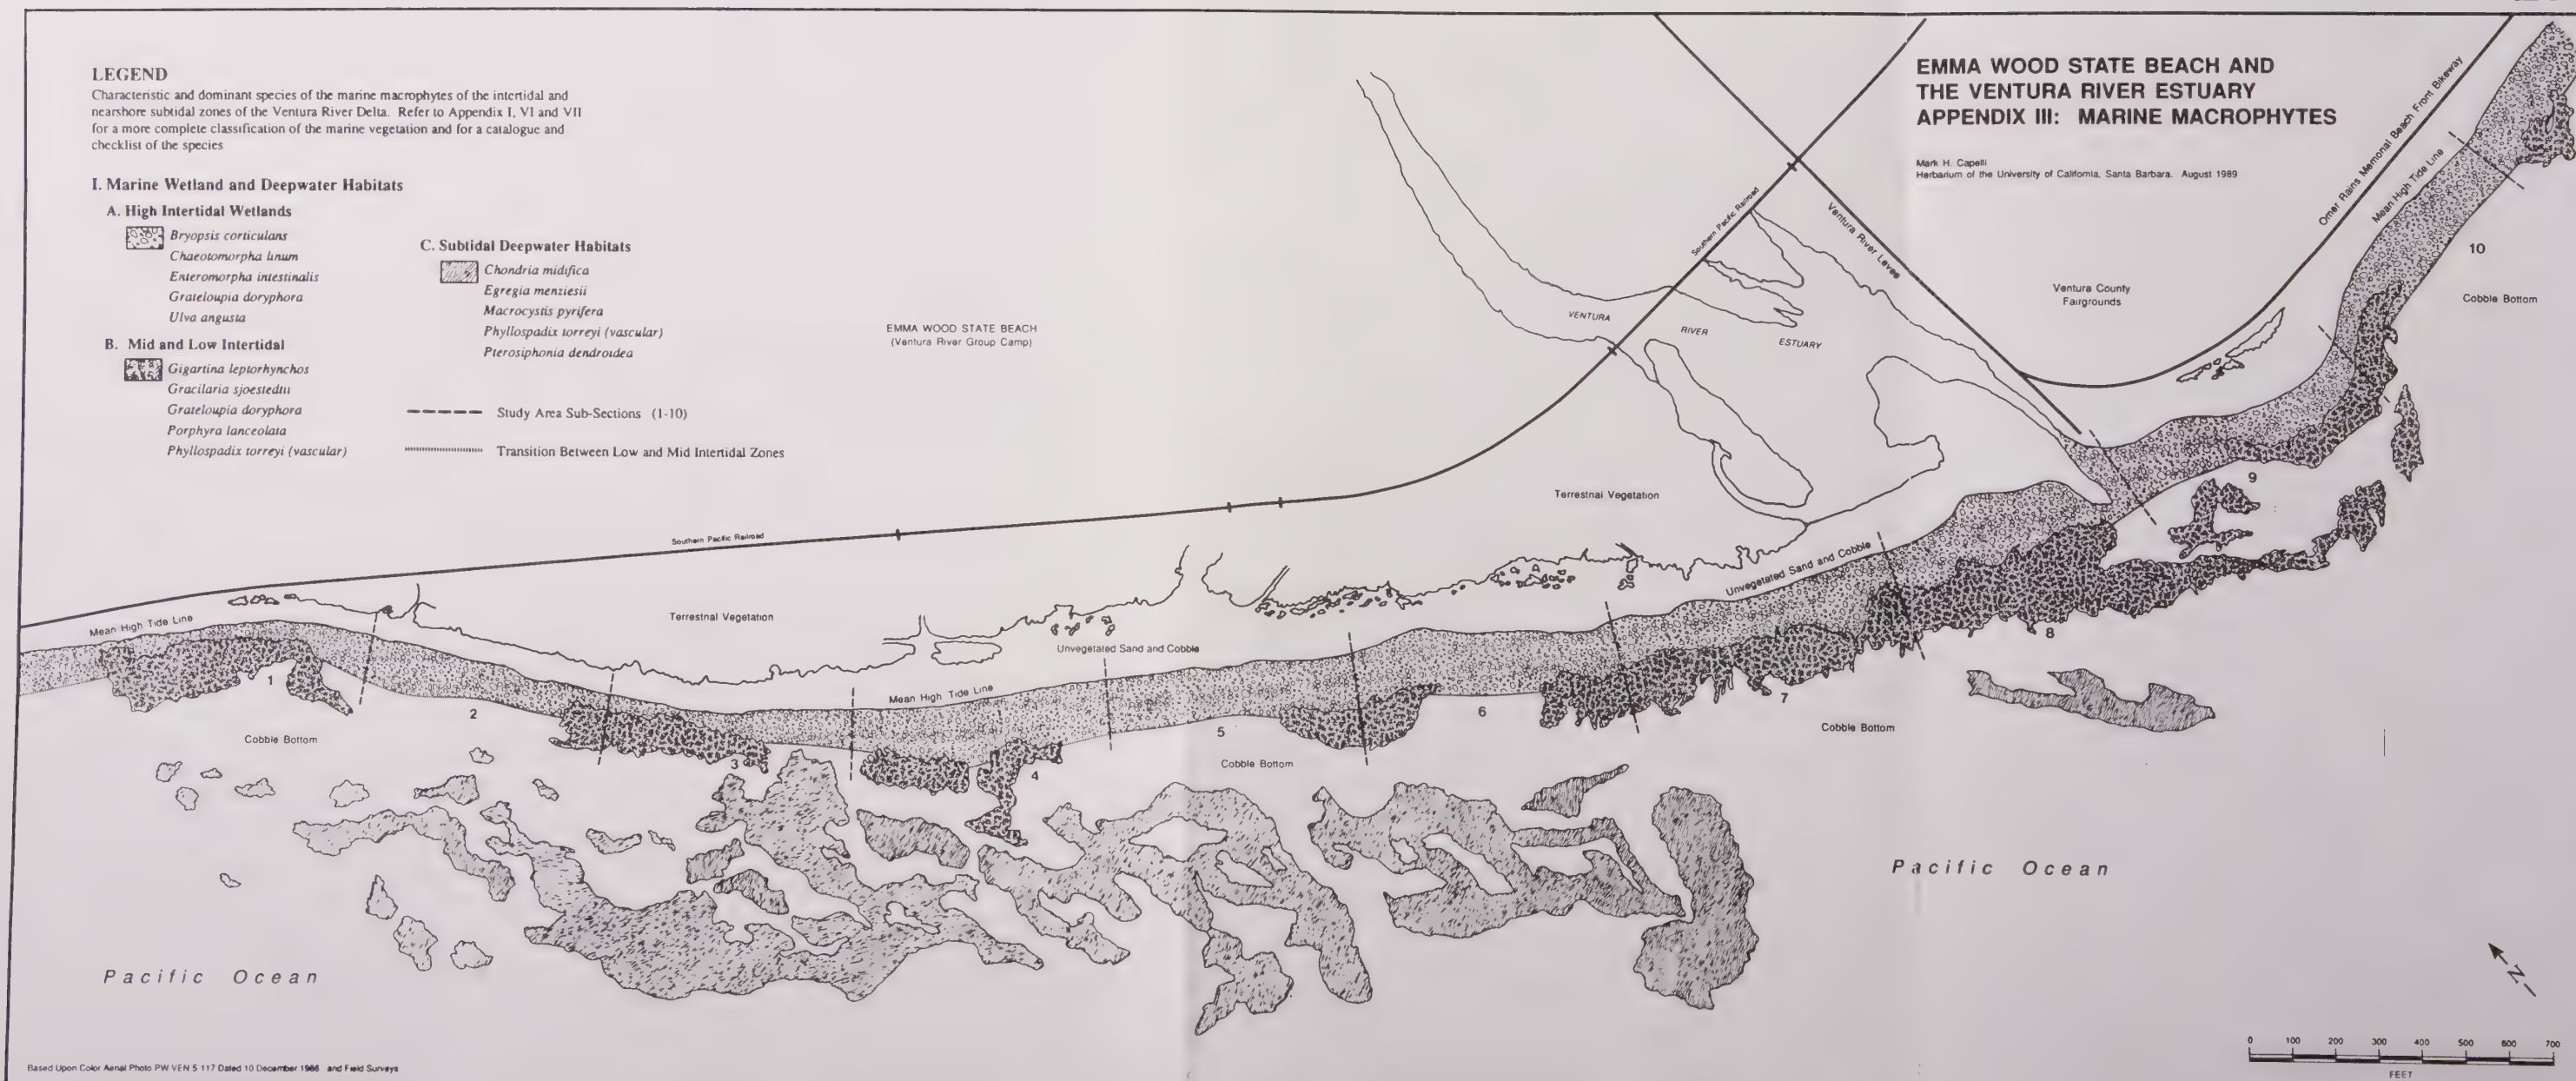 LEGEND
Characteristic and dominant species of the marine macrophytes of the intertidal and
nearshore subtidal zones of the Ventura River Delta. Refer to Appendix I, VI and VII
for a more complete classification of the marine vegetation and for a catalogue and
checklist of the species
I. Marine Wetland and Deepwater Habitats
A. High Intertidal Wetlands
Bryopsis corticulans
Chaeotomorpha linum
Enteromorpha intestinalis
Grateloupia doryphora
Ulva angusta
B. Mid and Low Intertidal
Gigartina leptorhynchos
Gracilaria sjoestedtii
Grateloupia doryphora
Porphyra lanceolata
Phyllospadix torreyi (vascular)
C. Subtidal Deepwater Habitats
Chondria midifica
Egregia menziesii
Macrocystis pyrifera
Phyllospadix torreyi (vascular)
Pterosiphonia dendroidea
Study Area Sub-Sections (1-10)
Transition Between Low and Mid Intertidal Zones
EMMA WOOD STATE BEACH AND
THE VENTURA RIVER ESTUARY
APPENDIX III: MARINE MACROPHYTES
Mark H. Capelli
Herbarium of the University of California, Santa Barbara. August 1989
EMMA WOOD STATE BEACH
(Ventura River Group Camp)
Southern Pacific Railroad
Ventura River Levee
Omer Rains Memorial Beach Front Bikeway
Mean High Tide Line
10
Cobble Bottom
Ventura County
Fairgrounds
VENTURA
RIVER
ESTUARY
Terrestrial Vegetation
9
Southern Pacific Railroad
Unvegetated Sand and Cobble
8
Mean High Tide Line
Terrestrial Vegetation
Unvegetated Sand and Cobble
Mean High Tide Line
1
2
3
4
5
6
7
Cobble Bottom
Cobble Bottom
Cobble Bottom
Pacific Ocean
Pacific Ocean
N
0 100 200 300 400 500 600 700
FEET
Based Upon Color Aerial Photo PW VEN 5 117 Dated 10 December 1986 and Field Surveys